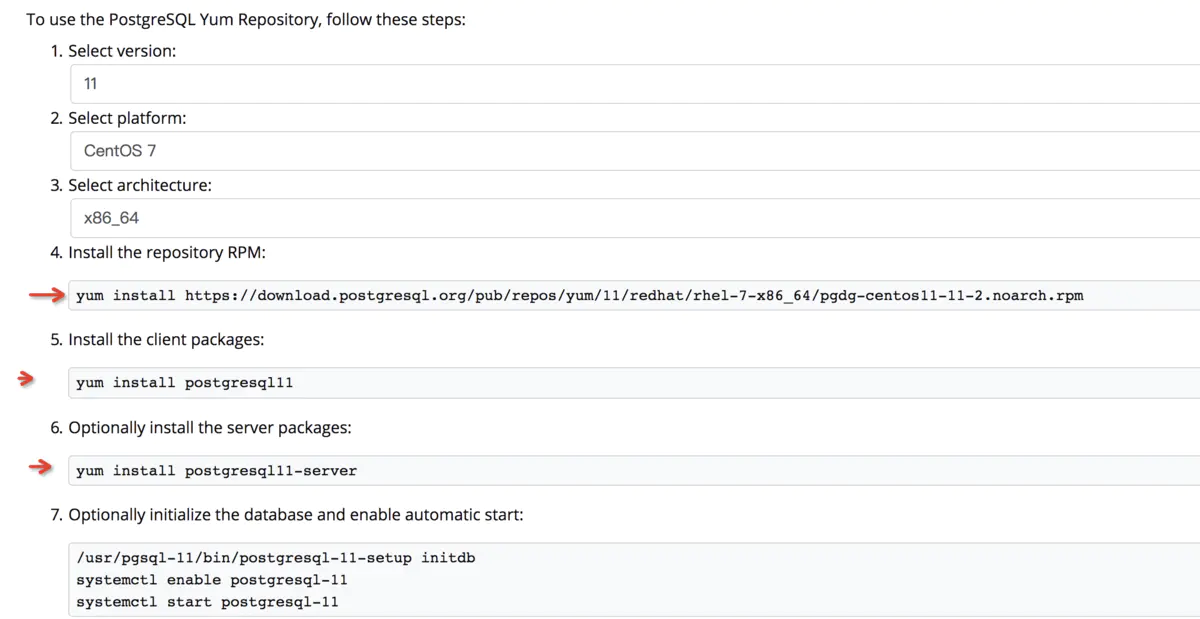 To use the PostgreSQL Yum Repository, follow these steps:
1. Select version:
11
2. Select platform:
CentOS 7
3. Select architecture:
x86_64
4. Install the repository RPM:
yum install https://download.postgresql.org/pub/repos/yum/11/redhat/rhel-7-x86_64/pgdg-centos11-11-2.noarch.rpm
5. Install the client packages:
yum install postgresql11
6. Optionally install the server packages:
yum install postgresql11-server
7. Optionally initialize the database and enable automatic start:
/usr/pgsql-11/bin/postgresql-11-setup initdb
systemctl enable postgresql-11
systemctl start postgresql-11